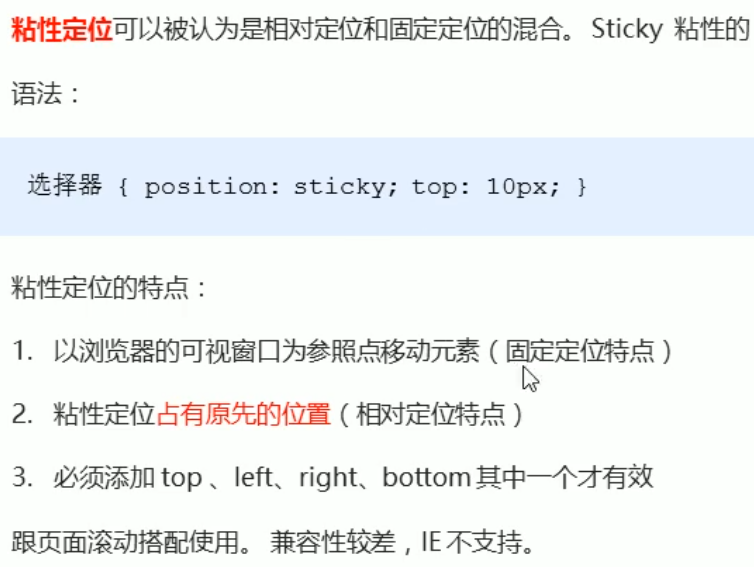 粘性定位可以被认为是相对定位和固定定位的混合。 Sticky 粘性的
语法：
选择器 { position: sticky; top: 10px; }
粘性定位的特点：
1. 以浏览器的可视窗口为参照点移动元素（固定定位特点）
2. 粘性定位占有原先的位置（相对定位特点）
3. 必须添加 top 、left、right、bottom 其中一个才有效
跟页面滚动搭配使用。 兼容性较差，IE 不支持。